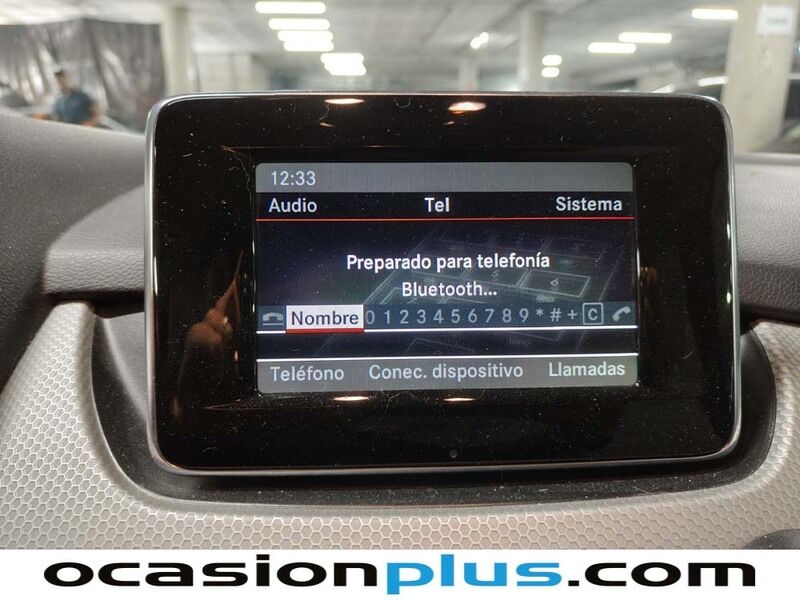 12:33
Audio Tel Sistema
Preparado para telefonía
Bluetooth...
Nombre 0 1 2 3 4 5 6 7 8 9 * # + C
Teléfono Conec. dispositivo Llamadas
ocasionplus.com